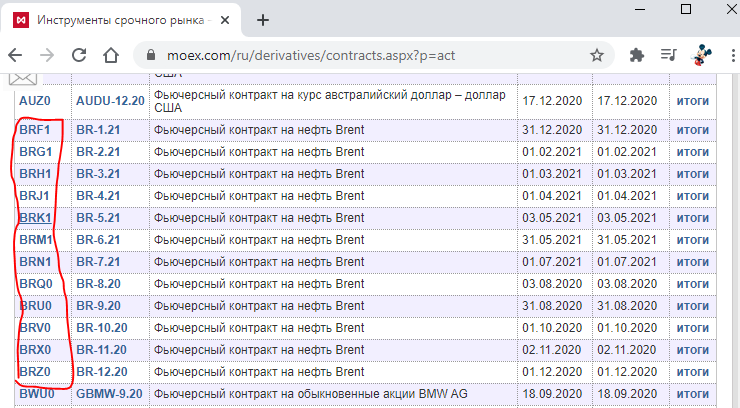 Инструменты срочного рынка –
moex.com/ru/derivatives/contracts.aspx?p=act
США
AUZ0 AUDU-12.20 Фьючерсный контракт на курс австралийский доллар – доллар США 17.12.2020 17.12.2020 итоги
BRF1 BR-1.21 Фьючерсный контракт на нефть Brent 31.12.2020 31.12.2020 итоги
BRG1 BR-2.21 Фьючерсный контракт на нефть Brent 01.02.2021 01.02.2021 итоги
BRH1 BR-3.21 Фьючерсный контракт на нефть Brent 01.03.2021 01.03.2021 итоги
BRJ1 BR-4.21 Фьючерсный контракт на нефть Brent 01.04.2021 01.04.2021 итоги
BRK1 BR-5.21 Фьючерсный контракт на нефть Brent 03.05.2021 03.05.2021 итоги
BRM1 BR-6.21 Фьючерсный контракт на нефть Brent 31.05.2021 31.05.2021 итоги
BRN1 BR-7.21 Фьючерсный контракт на нефть Brent 01.07.2021 01.07.2021 итоги
BRQ0 BR-8.20 Фьючерсный контракт на нефть Brent 03.08.2020 03.08.2020 итоги
BRU0 BR-9.20 Фьючерсный контракт на нефть Brent 31.08.2020 31.08.2020 итоги
BRV0 BR-10.20 Фьючерсный контракт на нефть Brent 01.10.2020 01.10.2020 итоги
BRX0 BR-11.20 Фьючерсный контракт на нефть Brent 02.11.2020 02.11.2020 итоги
BRZ0 BR-12.20 Фьючерсный контракт на нефть Brent 01.12.2020 01.12.2020 итоги
BWU0 GBMW-9.20 Фьючерсный контракт на обыкновенные акции BMW AG 18.09.2020 18.09.2020 итоги